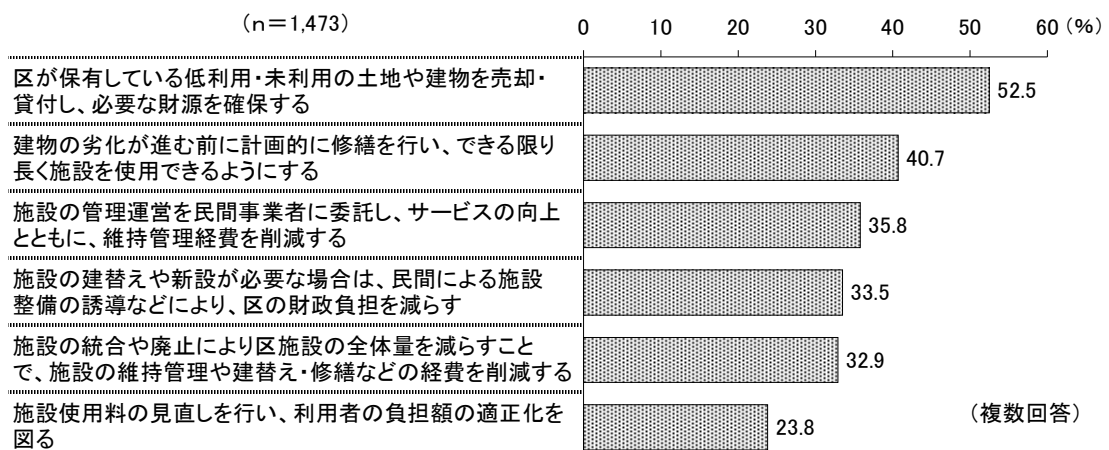 （n＝1,473）
0 10 20 30 40 50 60（％）
区が保有している低利用・未利用の土地や建物を売却・
貸付し、必要な財源を確保する
52.5
建物の劣化が進む前に計画的に修繕を行い、できる限り
長く施設を使用できるようにする
40.7
施設の管理運営を民間事業者に委託し、サービスの向上
とともに、維持管理経費を削減する
35.8
施設の建替えや新設が必要な場合は、民間による施設
整備の誘導などにより、区の財政負担を減らす
33.5
施設の統合や廃止により区施設の全体量を減らすこと
で、施設の維持管理や建替え・修繕などの経費を削減する
32.9
施設使用料の見直しを行い、利用者の負担額の適正化を
図る
23.8
（複数回答）